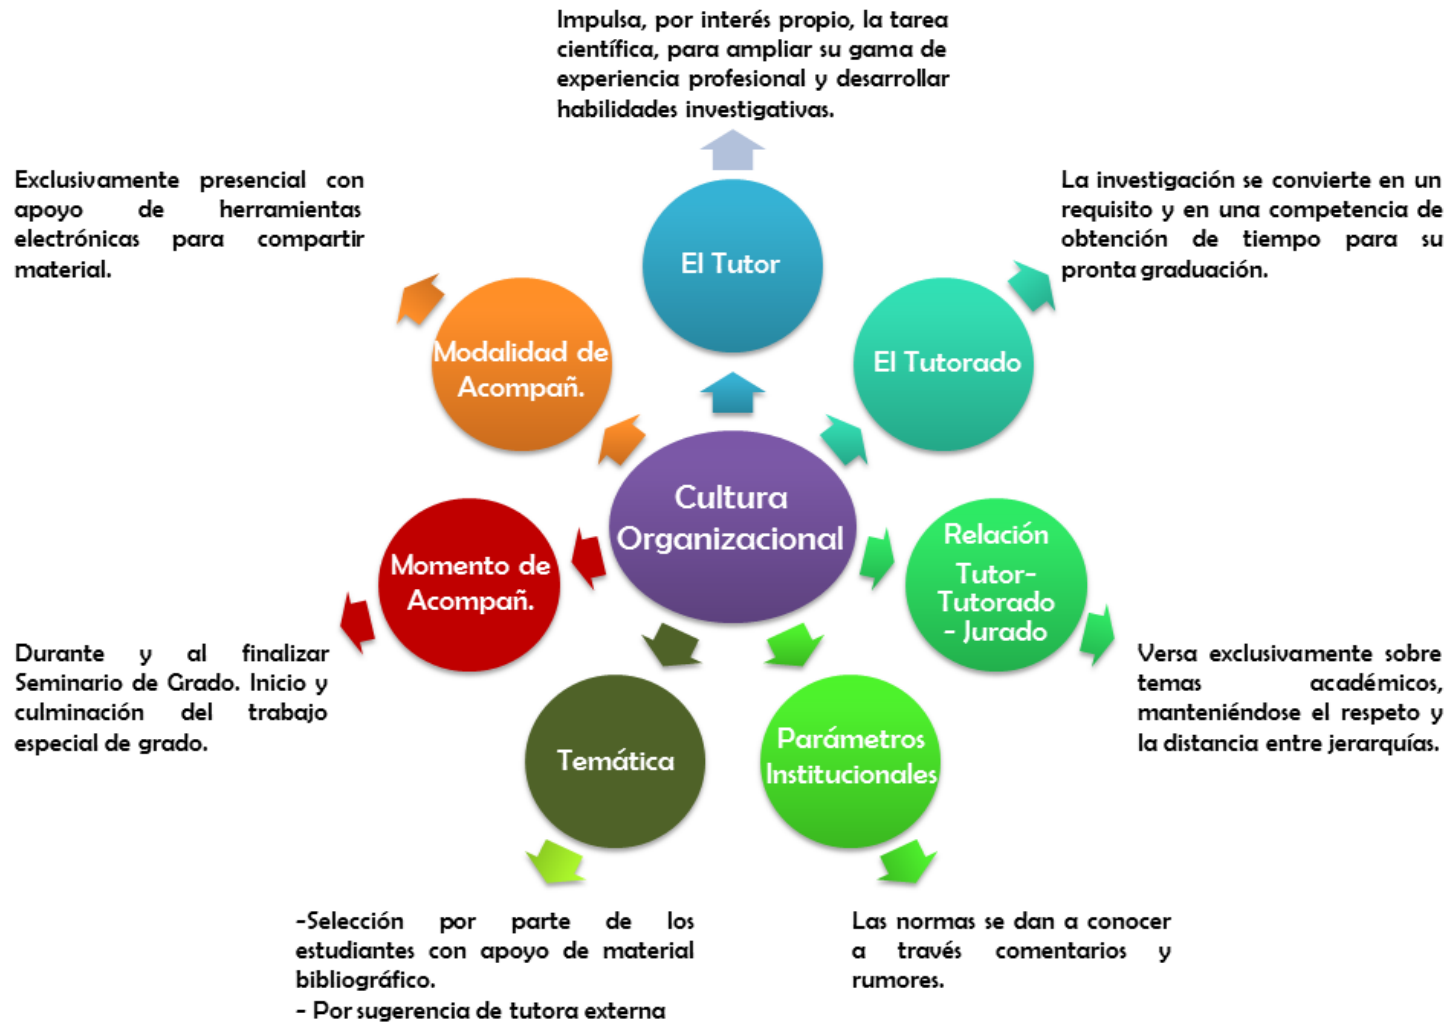 Impulsa, por interés propio, la tarea
científica, para ampliar su gama de
experiencia profesional y desarrollar
habilidades investigativas.
Exclusivamente presencial con
apoyo de herramientas
electrónicas para compartir
material.
La investigación se convierte en un
requisito y en una competencia de
obtención de tiempo para su
pronta graduación.
El Tutor
Modalidad de
Acompañ.
El Tutorado
Cultura
Organizacional
Momento de
Acompañ.
Relación
Tutor-
Tutorado
- Jurado
Durante y al finalizar
Seminario de Grado. Inicio y
culminación del trabajo
especial de grado.
Versa exclusivamente sobre
temas académicos,
manteniéndose el respeto y
la distancia entre jerarquías.
Temática
Parámetros
Institucionales
-Selección por parte de los
estudiantes con apoyo de material
bibliográfico.
- Por sugerencia de tutora externa
Las normas se dan a conocer
a través comentarios y
rumores.